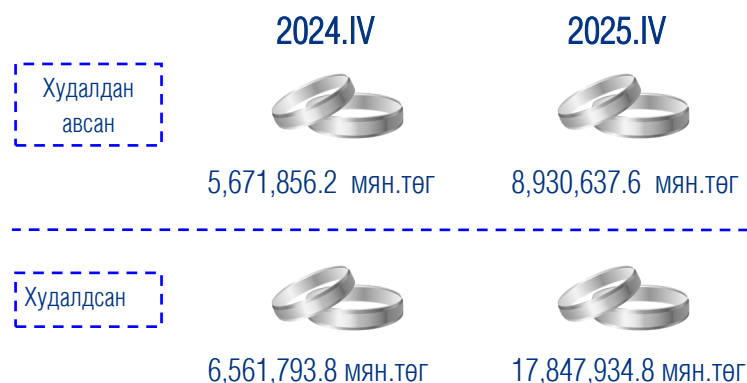 2024.IV 2025.IV
Худалдан
авсан
5,671,856.2 мян.төг 8,930,637.6 мян.төг
Худалдсан
6,561,793.8 мян.төг 17,847,934.8 мян.төг